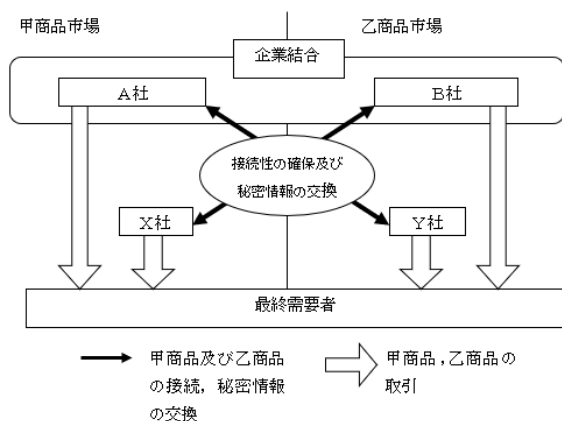 甲商品市場
乙商品市場
企業結合
A社
B社
接続性の確保及び
秘密情報の交換
X社
Y社
最終需要者
甲商品及び乙商品
の接続,秘密情報
の交換
甲商品,乙商品の
取引